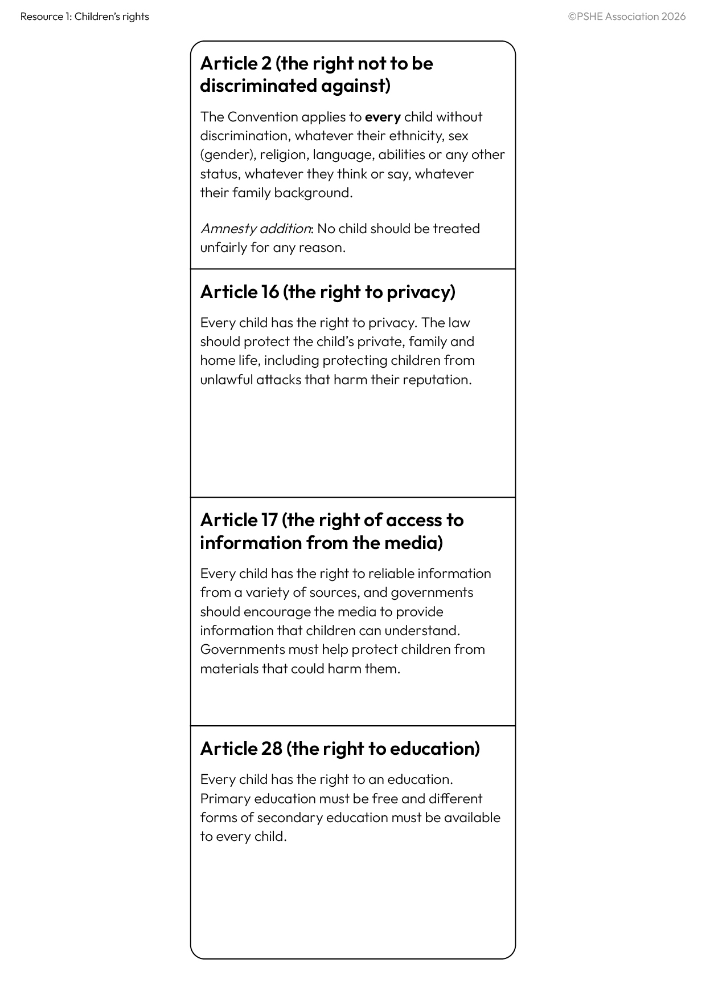 Resource 1: Children’s rights
©PSHE Association 2026
Article 2 (the right not to be
discriminated against)
The Convention applies to every child without
discrimination, whatever their ethnicity, sex
(gender), religion, language, abilities or any other
status, whatever they think or say, whatever
their family background.
Amnesty addition: No child should be treated
unfairly for any reason.
Article 16 (the right to privacy)
Every child has the right to privacy. The law
should protect the child’s private, family and
home life, including protecting children from
unlawful attacks that harm their reputation.
Article 17 (the right of access to
information from the media)
Every child has the right to reliable information
from a variety of sources, and governments
should encourage the media to provide
information that children can understand.
Governments must help protect children from
materials that could harm them.
Article 28 (the right to education)
Every child has the right to an education.
Primary education must be free and different
forms of secondary education must be available
to every child.